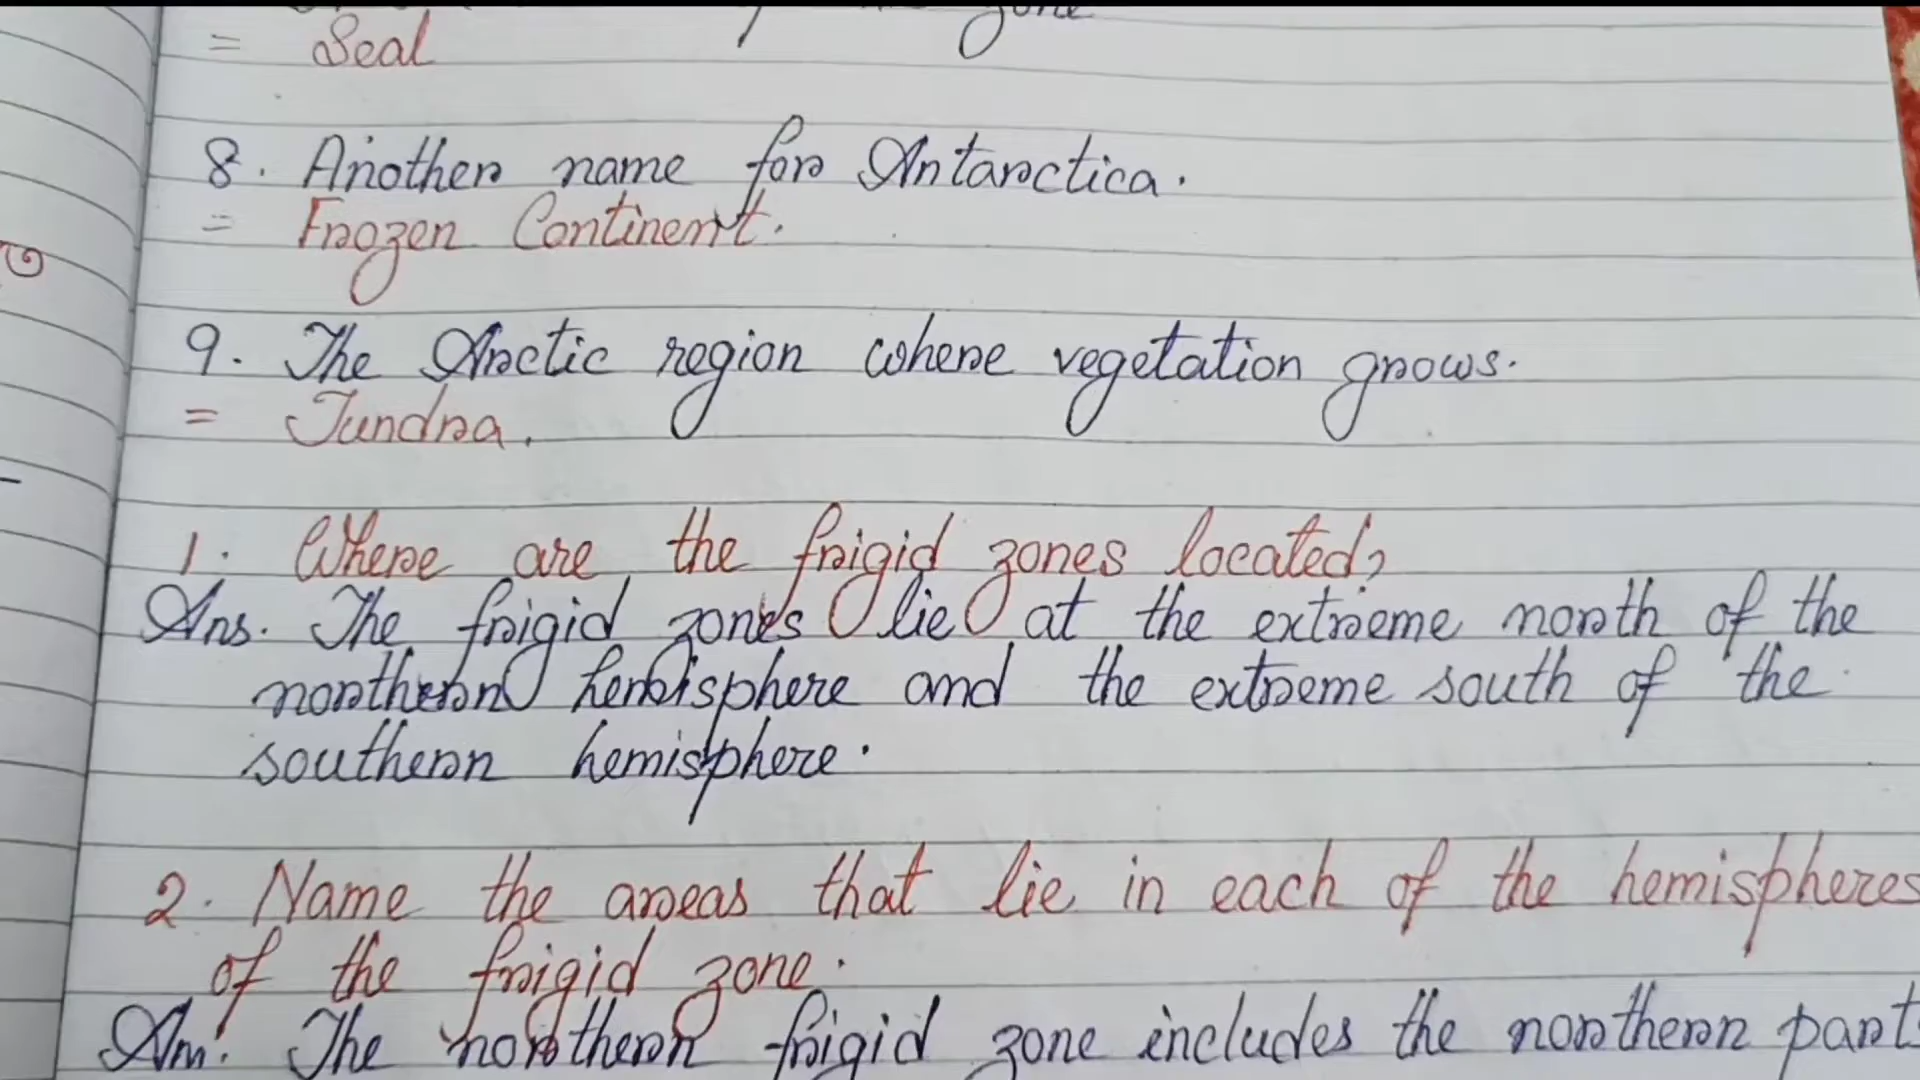 zone
= Seal
8. Another name for Antarctica.
= Frozen Continent.
9. The Arctic region where vegetation grows.
= Tundra.
1. Where are the frigid zones located?
Ans. The frigid zones lie at the extreme north of the
northern hemisphere and the extreme south of the
southern hemisphere.
2. Name the areas that lie in each of the hemispheres
of the frigid zone.
Ans. The northern frigid zone includes the northern parts